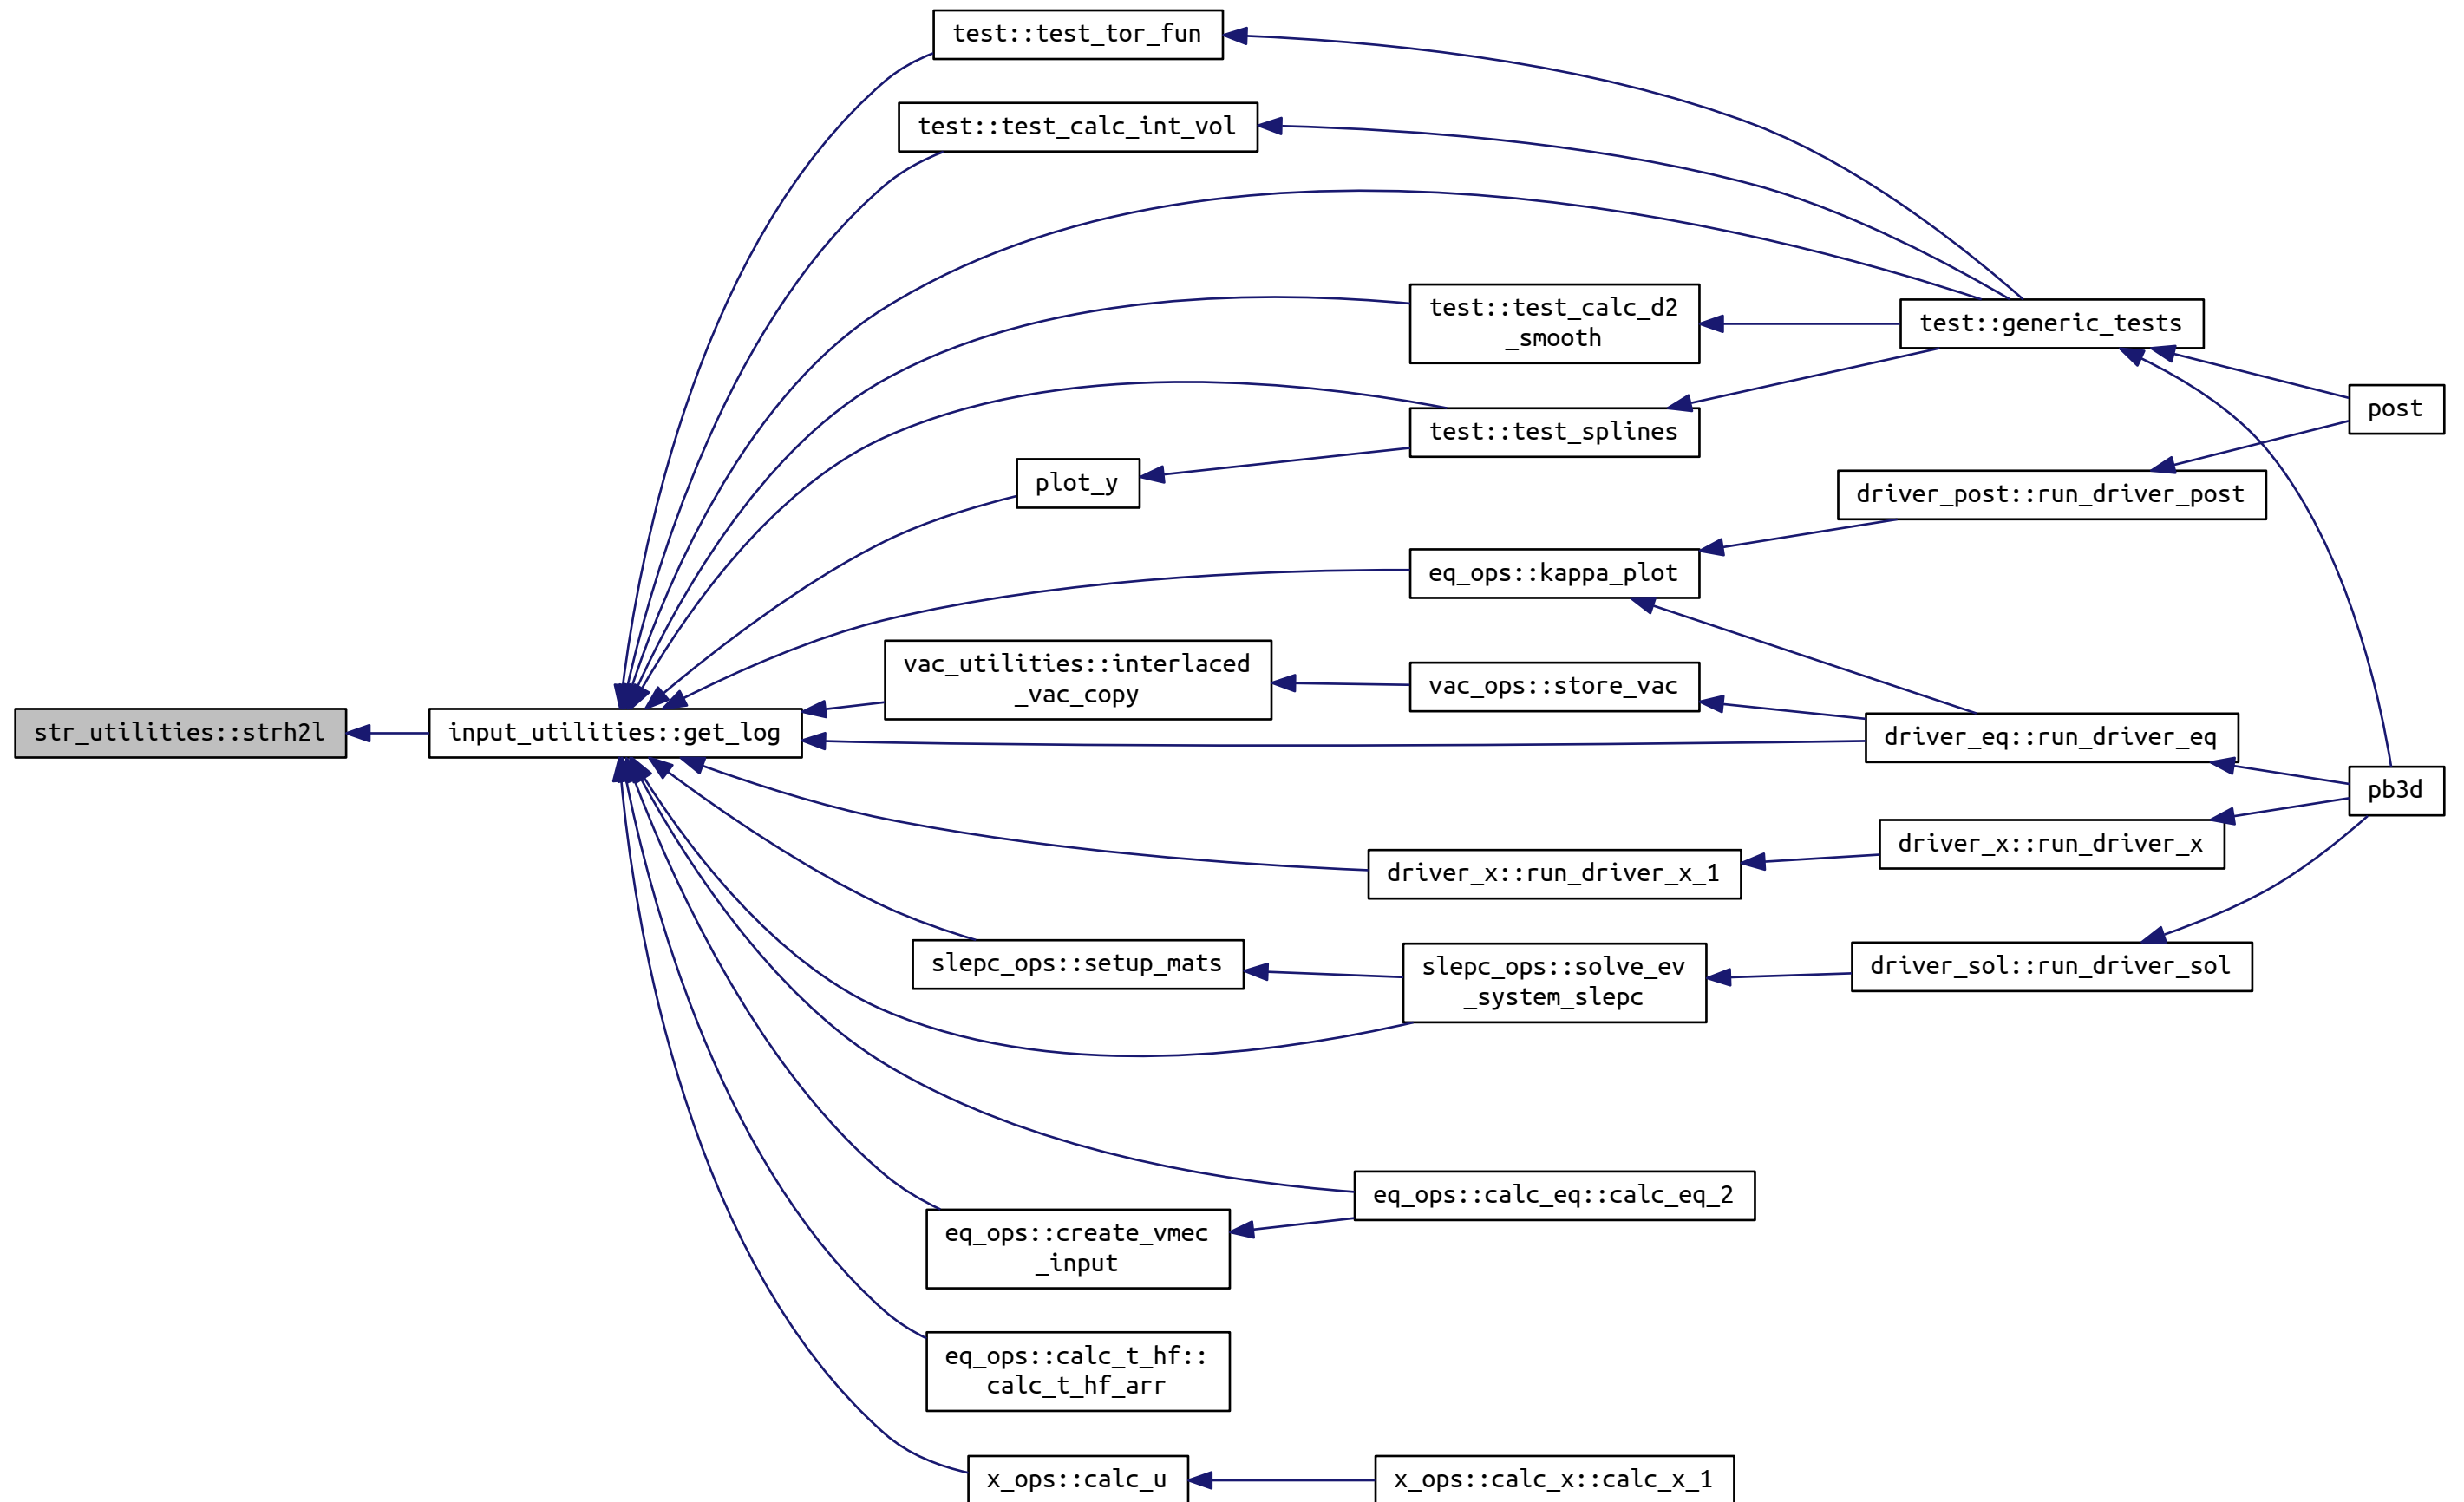 test::test_tor_fun
test::test_calc_int_vol
test::test_calc_d2
_smooth
test::generic_tests
post
test::test_splines
plot_y
driver_post::run_driver_post
eq_ops::kappa_plot
vac_utilities::interlaced
_vac_copy
vac_ops::store_vac
str_utilities::strh2l
input_utilities::get_log
driver_eq::run_driver_eq
pb3d
driver_x::run_driver_x
driver_x::run_driver_x_1
slepc_ops::setup_mats
slepc_ops::solve_ev
_system_slepc
driver_sol::run_driver_sol
eq_ops::calc_eq::calc_eq_2
eq_ops::create_vmec
_input
eq_ops::calc_t_hf::
calc_t_hf_arr
x_ops::calc_u
x_ops::calc_x::calc_x_1